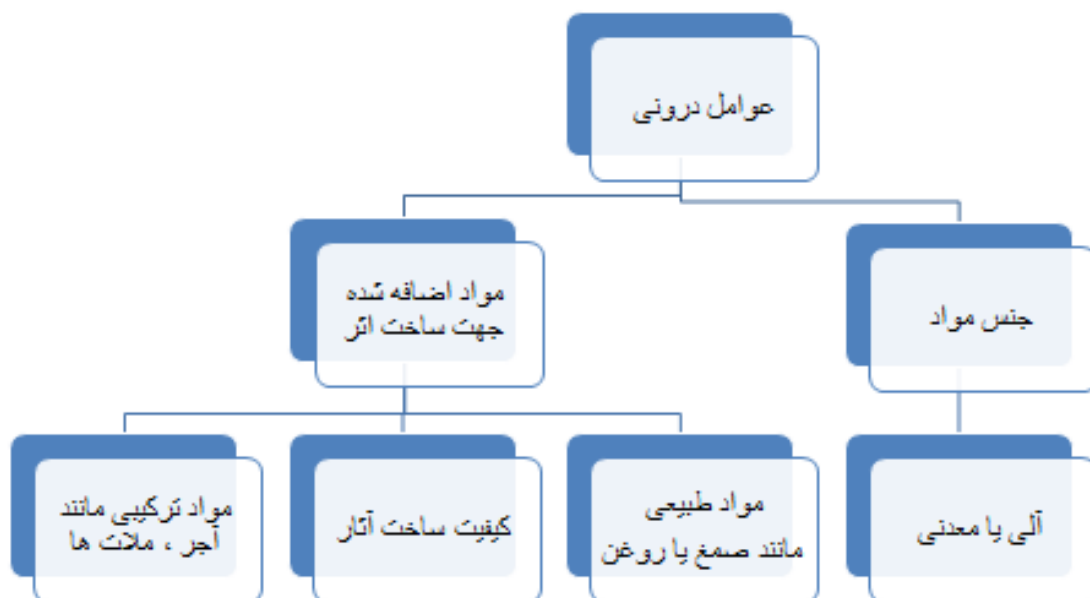 عوامل درونی
جنس مواد
مواد اضافه شده
جهت ساخت اثر
آلی یا معدنی
مواد طبیعی
مانند صمغ یا روغن
کیفیت ساخت آثار
مواد ترکیبی مانند
آجر ، ملات ها